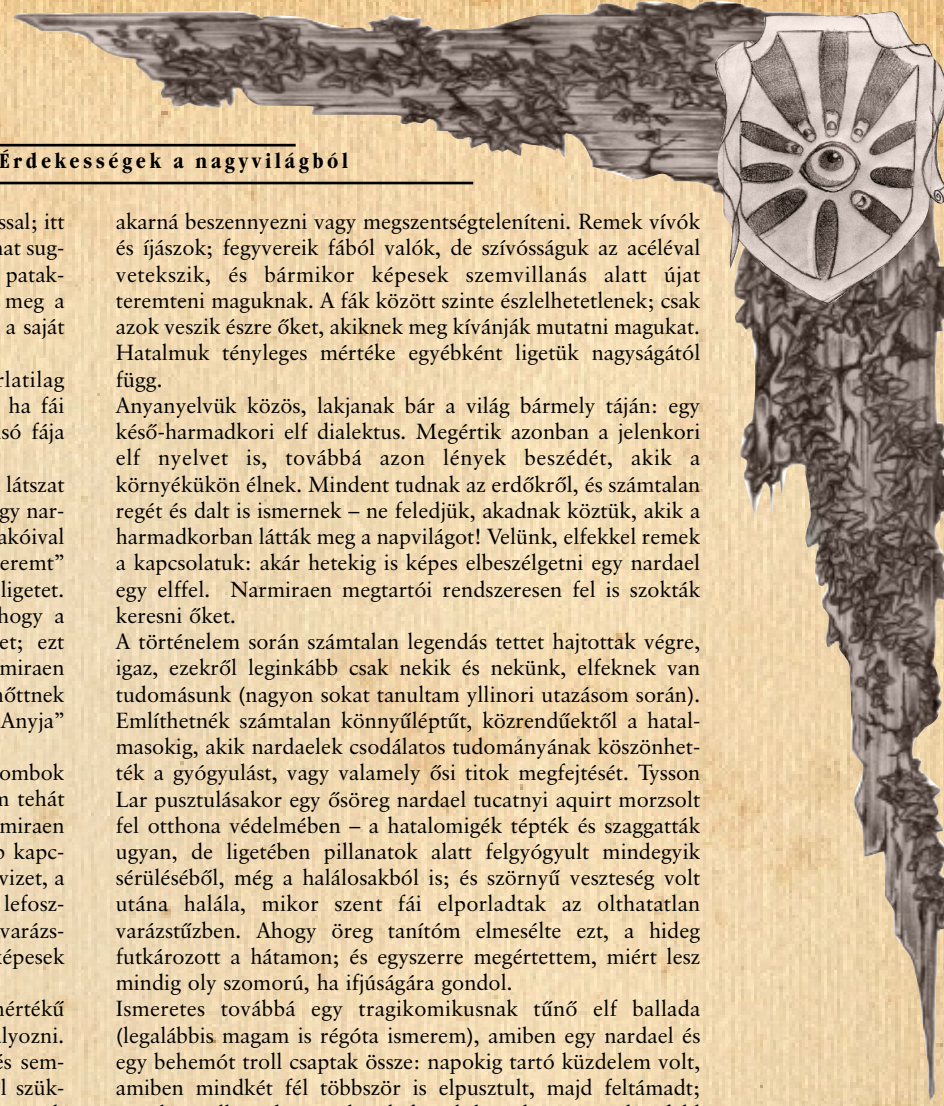 Érdekességek a nagyvilágból
ssal; itt
nat sug-
patak-
meg a
a saját
rlatilag
ha fái
só fája
látszat
gy nar-
akóival
eremt”
ligetet.
hogy a
et; ezt
miraen
nőttnek
Anyja”
ombok
m tehát
miraen
b kapc-
vizet, a
lefosz-
varázs-
képesek
nértékű
lyozni.
és sem-
l szük-
akarná beszennyezni vagy megszentségteleníteni. Remek vívók
és íjászok; fegyvereik fából valók, de szívósságuk az acéléval
vetekszik, és bármikor képesek szemvillanás alatt újat
teremteni maguknak. A fák között szinte észlelhetetlenek; csak
azok veszik észre őket, akiknek meg kívánják mutatni magukat.
Hatalmuk tényleges mértéke egyébként ligetük nagyságától
függ.
Anyanyelvük közös, lakjanak bár a világ bármely táján: egy
késő-harmadkori elf dialektus. Megértik azonban a jelenkori
elf nyelvet is, továbbá azon lények beszédét, akik a
környékükön élnek. Mindent tudnak az erdőkről, és számtalan
regét és dalt is ismernek – ne feledjük, akadnak köztük, akik a
harmadkorban látták meg a napvilágot! Velünk, elfekkel remek
a kapcsolatuk: akár hetekig is képes elbeszélgetni egy nardael
egy elffel. Narmiraen megtartói rendszeresen fel is szokták
keresni őket.
A történelem során számtalan legendás tettet hajtottak végre,
igaz, ezekről leginkább csak nekik és nekünk, elfeknek van
tudomásunk (nagyon sokat tanultam yllinori utazásom során).
Említhetnék számtalan könnyűléptűt, közrendűektől a hatal-
masokig, akik nardaelek csodálatos tudományának köszönhet-
ték a gyógyulást, vagy valamely ősi titok megfejtését. Tysson
Lar pusztulásakor egy ősöreg nardael tucatnyi aquirt morzsolt
fel otthona védelmében – a hatalomigék tépték és szaggatták
ugyan, de ligetében pillanatok alatt felgyógyult mindegyik
sérüléséből, még a halálosakból is; és szörnyű veszteség volt
utána halála, mikor szent fái elporladtak az olthatatlan
varázstűzben. Ahogy öreg tanítóm elmesélte ezt, a hideg
futkározott a hátamon; és egyszerre megértettem, miért lesz
mindig oly szomorú, ha ifjúságára gondol.
Ismeretes továbbá egy tragikomikusnak tűnő elf ballada
(legalábbis magam is régóta ismerem), amiben egy nardael és
egy behemót troll csaptak össze: napokig tartó küzdelem volt,
amiben mindkét fél többször is elpusztult, majd feltámadt;